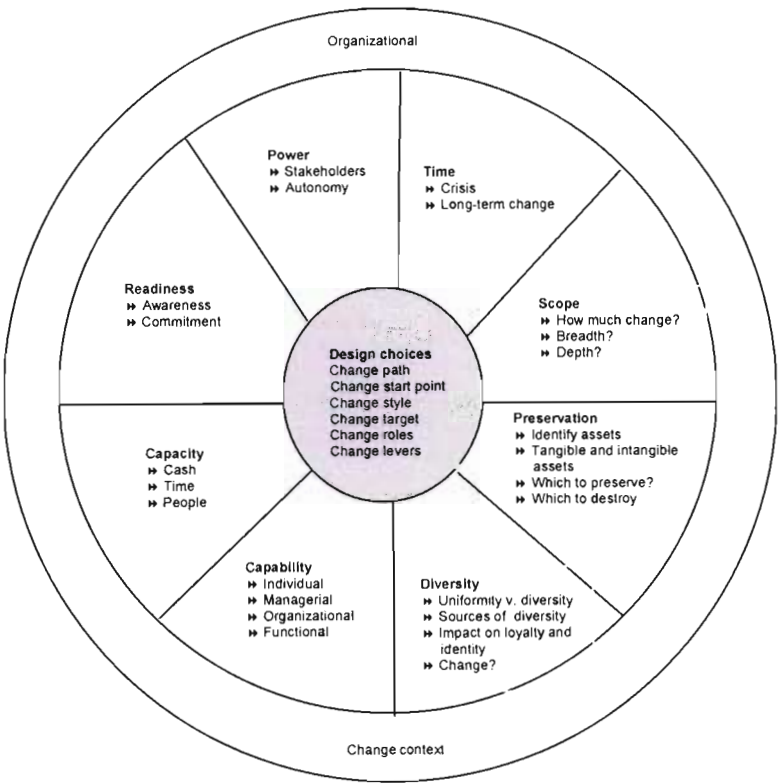 Organizational
Power
↦ Stakeholders
↦ Autonomy
Time
↦ Crisis
↦ Long-term change
Scope
↦ How much change?
↦ Breadth?
↦ Depth?
Preservation
↦ Identify assets
↦ Tangible and intangible
assets
↦ Which to preserve?
↦ Which to destroy
Diversity
↦ Uniformity v. diversity
↦ Sources of diversity
↦ Impact on loyalty and
identity
↦ Change?
Capability
↦ Individual
↦ Managerial
↦ Organizational
↦ Functional
Capacity
↦ Cash
↦ Time
↦ People
Readiness
↦ Awareness
↦ Commitment
Design choices
Change path
Change start point
Change style
Change target
Change roles
Change levers
Change context